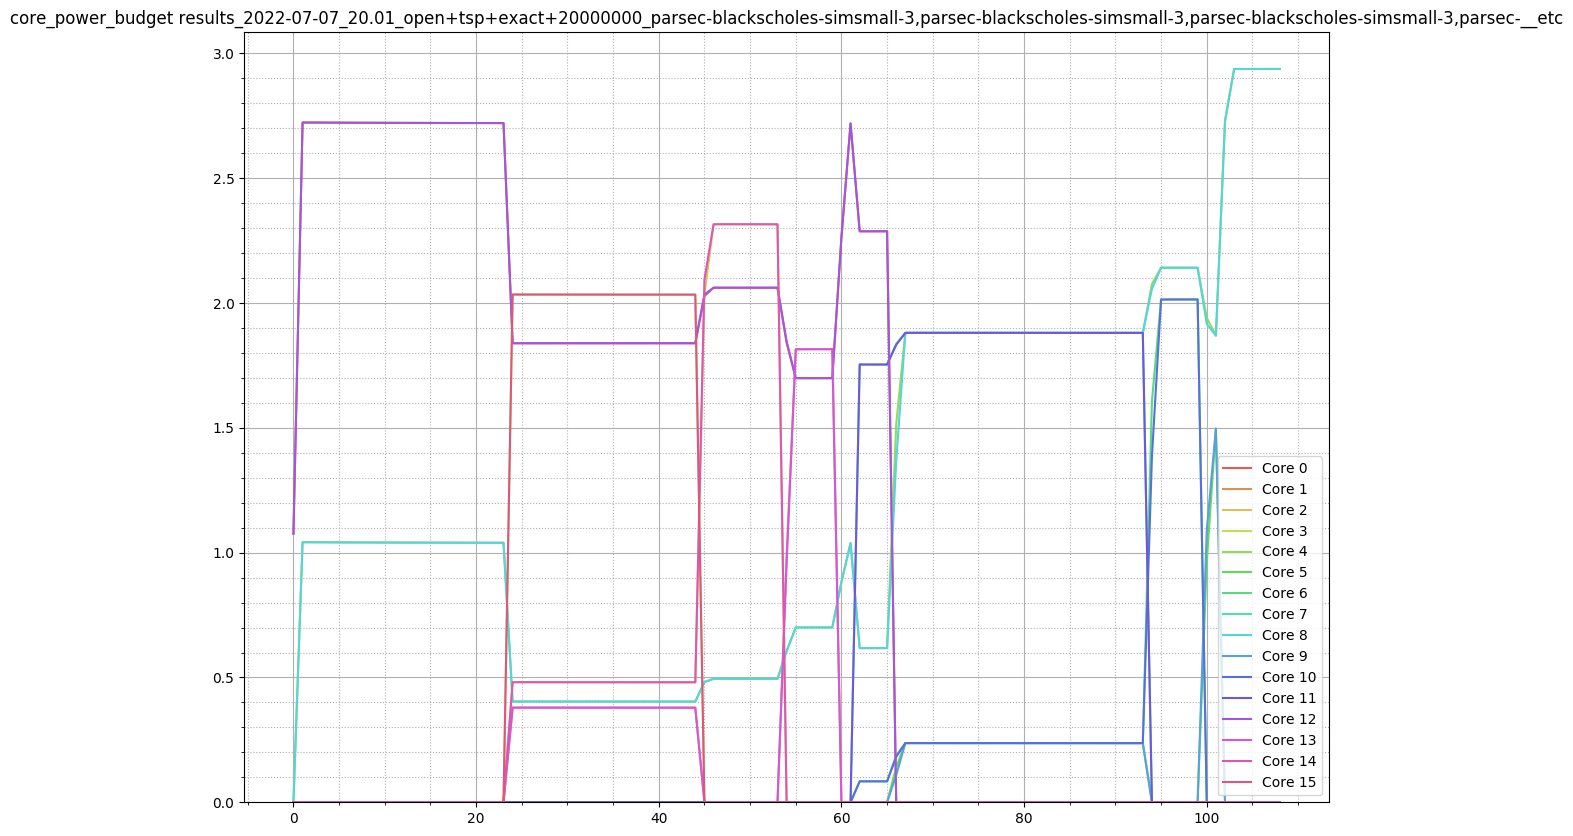 core_power_budget results_2022-07-07_20.01_open+tsp+exact+20000000_parsec-blackscholes-simsmall-3,parsec-blackscholes-simsmall-3,parsec-blackscholes-simsmall-3,parsec-__etc
3.0
2.5
2.0
1.5
1.0
0.5
0.0
Core 0
Core 1
Core 2
Core 3
Core 4
Core 5
Core 6
Core 7
Core 8
Core 9
Core 10
Core 11
Core 12
Core 13
Core 14
Core 15
0 20 40 60 80 100